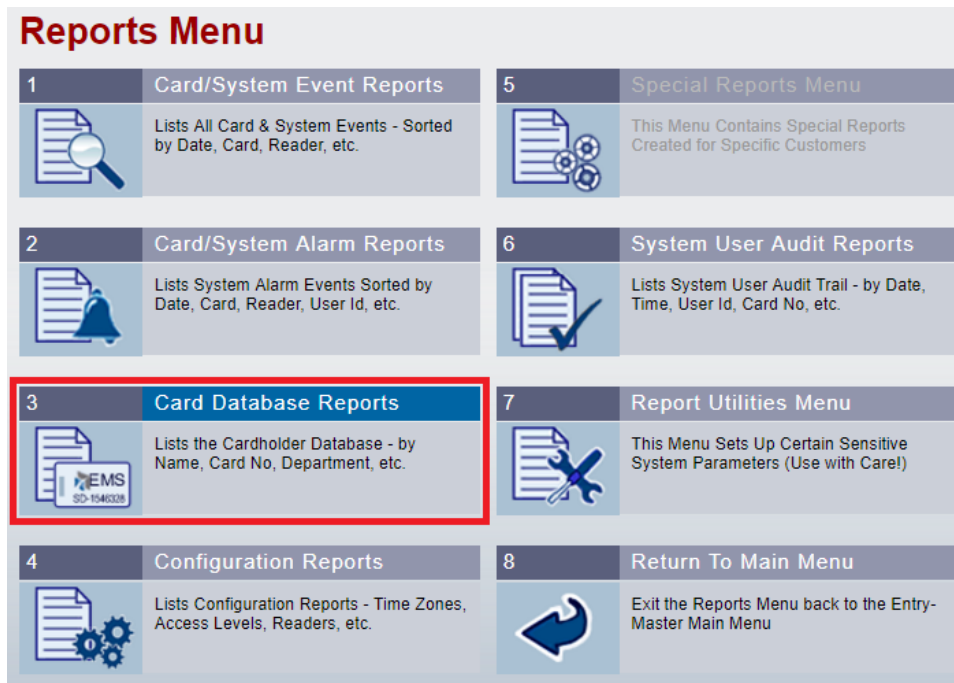 Reports Menu
1 Card/System Event Reports
Lists All Card & System Events - Sorted
by Date, Card, Reader, etc.
2 Card/System Alarm Reports
Lists System Alarm Events Sorted by
Date, Card, Reader, User Id, etc.
3 Card Database Reports
Lists the Cardholder Database - by
Name, Card No, Department, etc.
EMS
SD-1546328
4 Configuration Reports
Lists Configuration Reports - Time Zones,
Access Levels, Readers, etc.
5 Special Reports Menu
This Menu Contains Special Reports
Created for Specific Customers
6 System User Audit Reports
Lists System User Audit Trail - by Date,
Time, User Id, Card No, etc.
7 Report Utilities Menu
This Menu Sets Up Certain Sensitive
System Parameters (Use with Care!)
8 Return To Main Menu
Exit the Reports Menu back to the Entry-
Master Main Menu